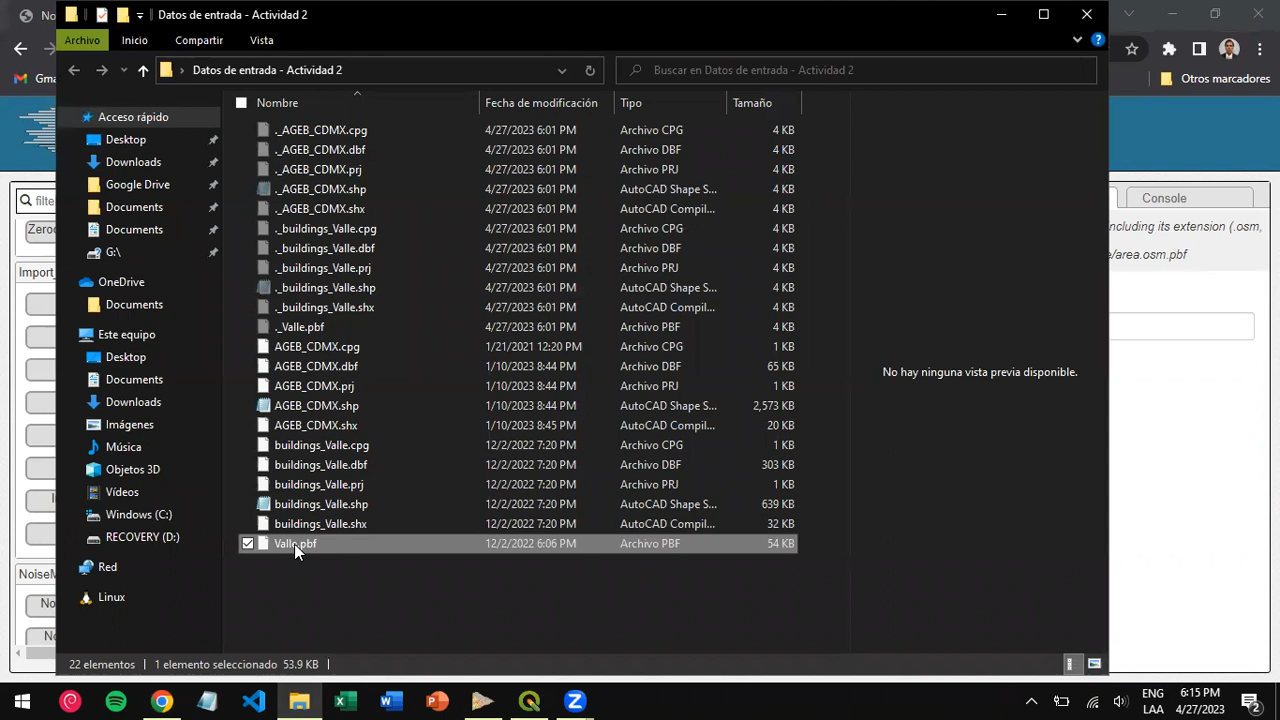 No
Datos de entrada - Actividad 2
Archivo
Inicio
Compartir
Vista
Datos de entrada - Actividad 2
Buscar en Datos de entrada - Actividad 2
Gma
Otros marcadores
Nombre
Fecha de modificación
Tipo
Tamaño
Acceso rápido
Desktop
Downloads
Google Drive
Documents
Documents
G:\
OneDrive
Documents
Este equipo
Desktop
Documents
Downloads
Imágenes
Música
Objetos 3D
Vídeos
Windows (C:)
RECOVERY (D:)
Red
Linux
._AGEB_CDMX.cpg 4/27/2023 6:01 PM Archivo CPG 4 KB
._AGEB_CDMX.dbf 4/27/2023 6:01 PM Archivo DBF 4 KB
._AGEB_CDMX.prj 4/27/2023 6:01 PM Archivo PRJ 4 KB
._AGEB_CDMX.shp 4/27/2023 6:01 PM AutoCAD Shape S... 4 KB
._AGEB_CDMX.shx 4/27/2023 6:01 PM AutoCAD Compil... 4 KB
._buildings_Valle.cpg 4/27/2023 6:01 PM Archivo CPG 4 KB
._buildings_Valle.dbf 4/27/2023 6:01 PM Archivo DBF 4 KB
._buildings_Valle.prj 4/27/2023 6:01 PM Archivo PRJ 4 KB
._buildings_Valle.shp 4/27/2023 6:01 PM AutoCAD Shape S... 4 KB
._buildings_Valle.shx 4/27/2023 6:01 PM AutoCAD Compil... 4 KB
._Valle.pbf 4/27/2023 6:01 PM Archivo PBF 4 KB
AGEB_CDMX.cpg 1/21/2021 12:20 PM Archivo CPG 1 KB
AGEB_CDMX.dbf 1/10/2023 8:44 PM Archivo DBF 65 KB
AGEB_CDMX.prj 1/10/2023 8:44 PM Archivo PRJ 1 KB
AGEB_CDMX.shp 1/10/2023 8:44 PM AutoCAD Shape S... 2,573 KB
AGEB_CDMX.shx 1/10/2023 8:45 PM AutoCAD Compil... 20 KB
buildings_Valle.cpg 12/2/2022 7:20 PM Archivo CPG 1 KB
buildings_Valle.dbf 12/2/2022 7:20 PM Archivo DBF 303 KB
buildings_Valle.prj 12/2/2022 7:20 PM Archivo PRJ 1 KB
buildings_Valle.shp 12/2/2022 7:20 PM AutoCAD Shape S... 639 KB
buildings_Valle.shx 12/2/2022 7:20 PM AutoCAD Compil... 32 KB
Valle.pbf 12/2/2022 6:06 PM Archivo PBF 54 KB
No hay ninguna vista previa disponible.
filte
Zeroc
Import_
I
NoiseM
No
N
Console
ncluding its extension (.osm,
e/area.osm.pbf
22 elementos
1 elemento seleccionado 53.9 KB
ENG
LAA
6:15 PM
4/27/2023
2